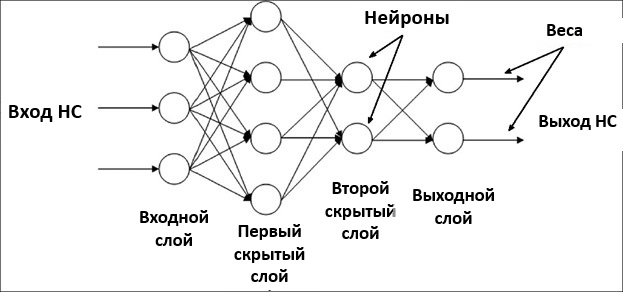 Нейроны
Веса
Вход НС
Выход НС
Входной
слой
Первый
скрытый
слой
Второй
скрытый
слой
Выходной
слой